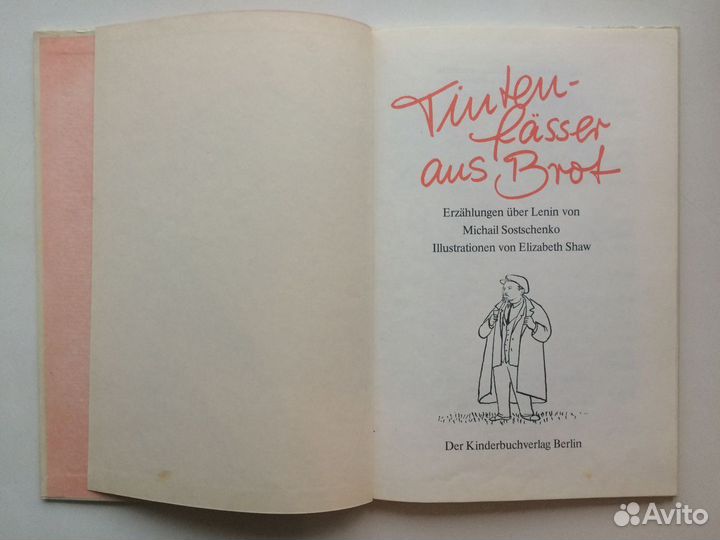 Tinten-
fässer
aus Brot
Erzählungen über Lenin von
Michail Sostschenko
Illustrationen von Elizabeth Shaw
Der Kinderbuchverlag Berlin
Avito